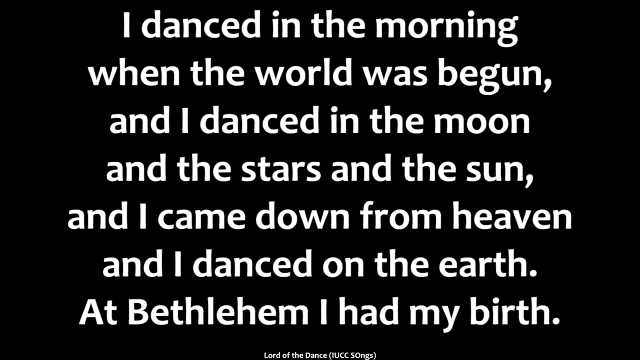 I danced in the morning
when the world was begun,
and I danced in the moon
and the stars and the sun,
and I came down from heaven
and I danced on the earth.
At Bethlehem I had my birth.
Lord of the Dance (IUCC SOngs)